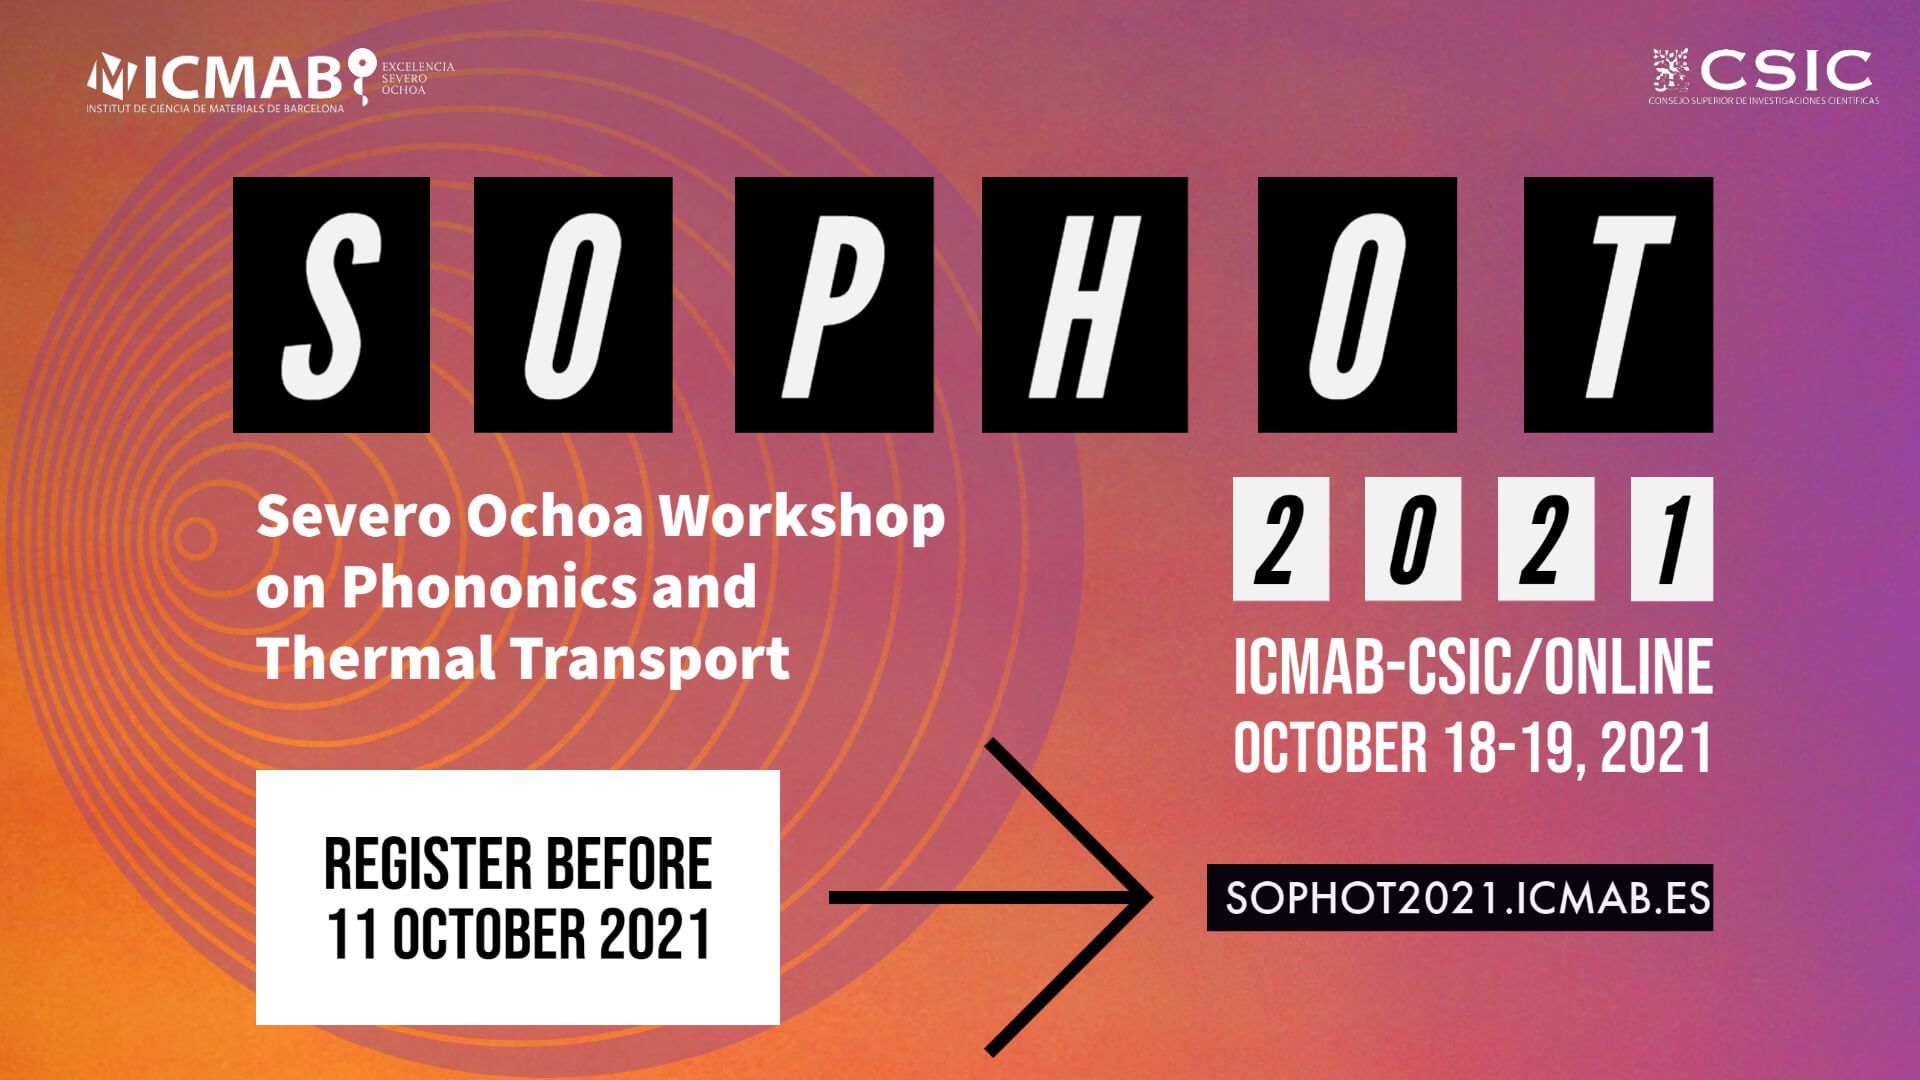 ICMAB
INSTITUT DE CIÈNCIA DE MATERIALS DE BARCELONA
EXCELENCIA
SEVERO
OCHOA
CSIC
CONSEJO SUPERIOR DE INVESTIGACIONES CIENTÍFICAS
SOPHOT
2021
Severo Ochoa Workshop
on Phononics and
Thermal Transport
ICMAB-CSIC/ONLINE
OCTOBER 18-19, 2021
REGISTER BEFORE
11 OCTOBER 2021
SOPHOT2021.ICMAB.ES